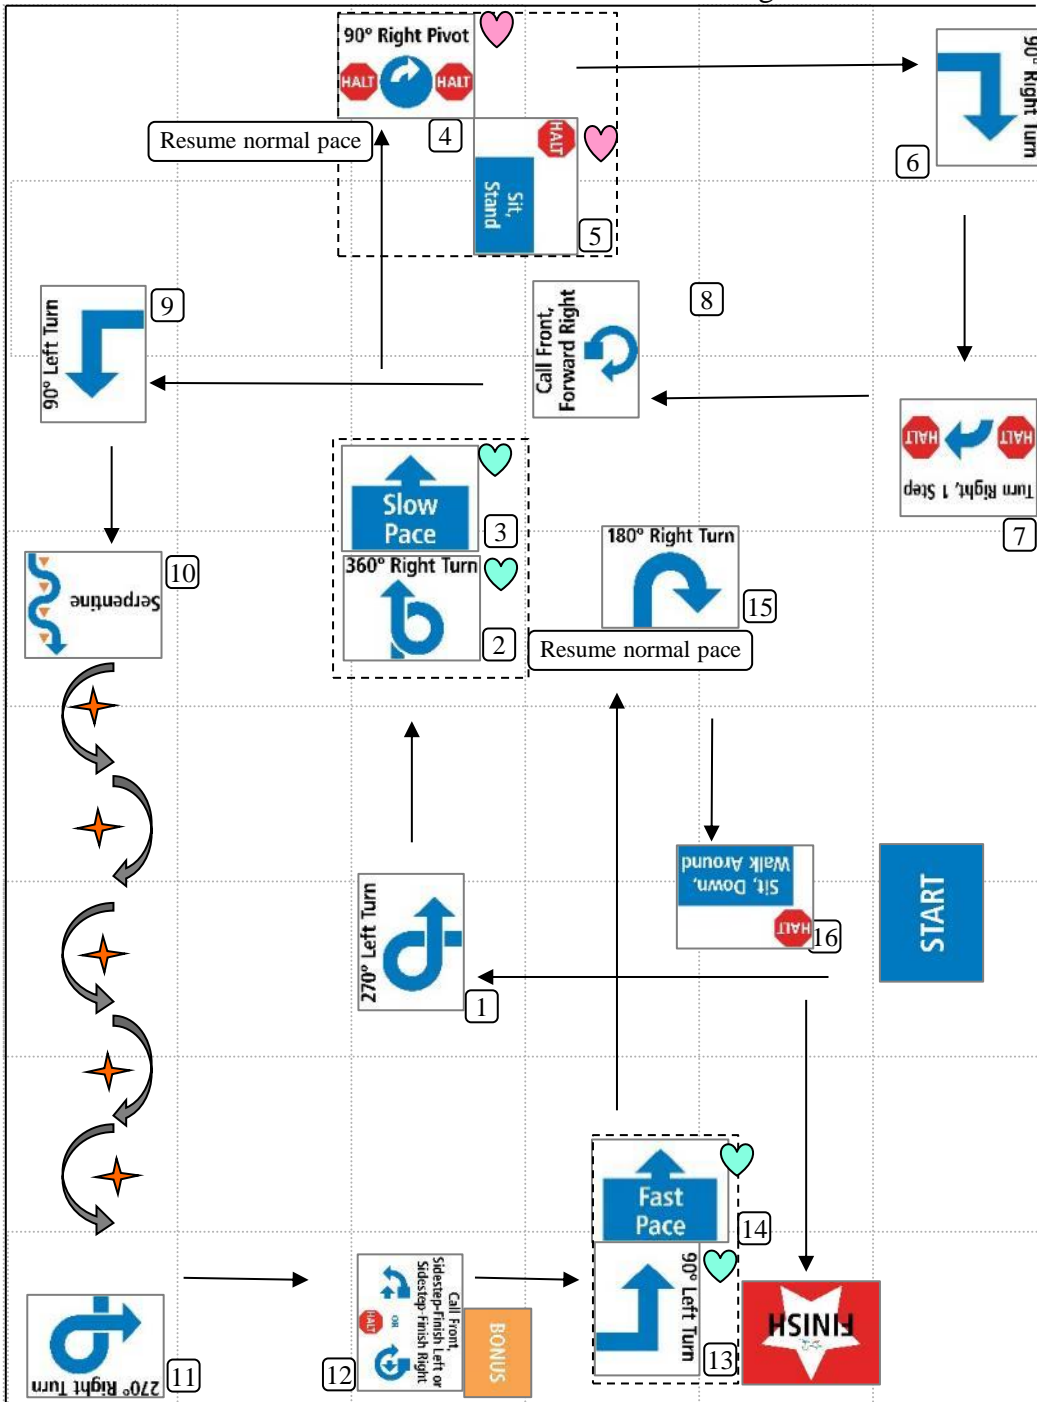 90° Right Pivot
HALT
HALT
4
Resume normal pace
HALT
Sit,
Stand
5
90° Right Turn
6
90° Left Turn
9
Call Front,
Forward Right
8
HALT
HALT
Turn Right, 1 Step
7
Slow
Pace
3
360° Right Turn
2
180° Right Turn
15
Resume normal pace
Serpentine
10
270° Left Turn
1
Sit, Down,
Walk Around
HALT
16
START
Fast
Pace
14
90° Left Turn
13
Call Front,
Sidestep-Finish Left or
Sidestep-Finish Right
OR
HALT
BONUS
12
270° Right Turn
11
FINISH